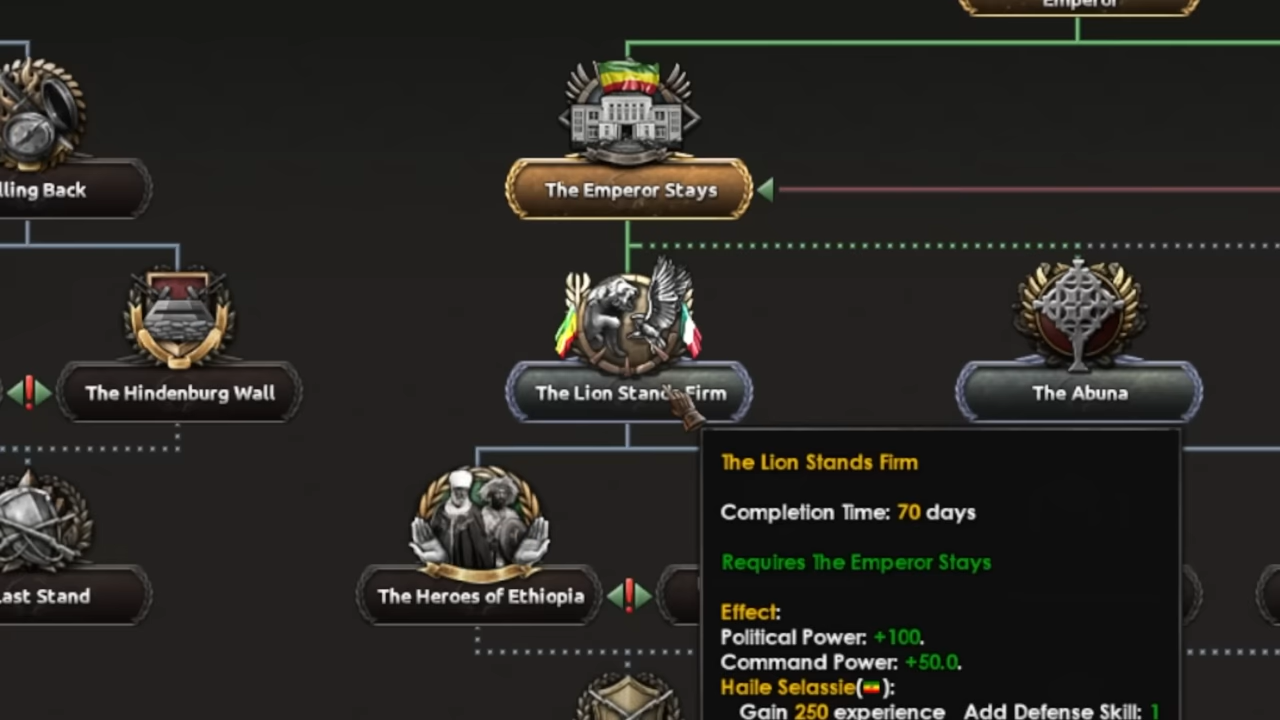 Emperor
lling Back
The Emperor Stays
The Hindenburg Wall
The Lion Stands Firm
The Abuna
Last Stand
The Heroes of Ethiopia
The Lion Stands Firm
Completion Time: 70 days
Requires The Emperor Stays
Effect:
Political Power: +100.
Command Power: +50.0.
Haile Selassie():
Gain 250 experience Add Defense Skill: 1